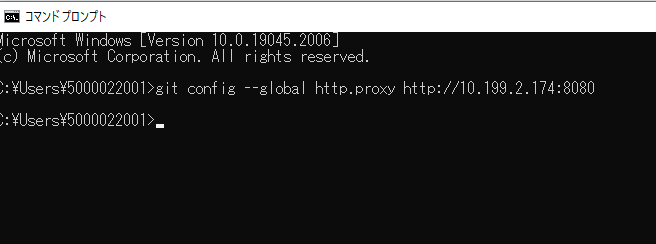 コマンド プロンプト
Microsoft Windows [Version 10.0.19045.2006]
(c) Microsoft Corporation. All rights reserved.
C:¥Users¥5000022001>git config --global http.proxy http://10.199.2.174:8080
C:¥Users¥5000022001>